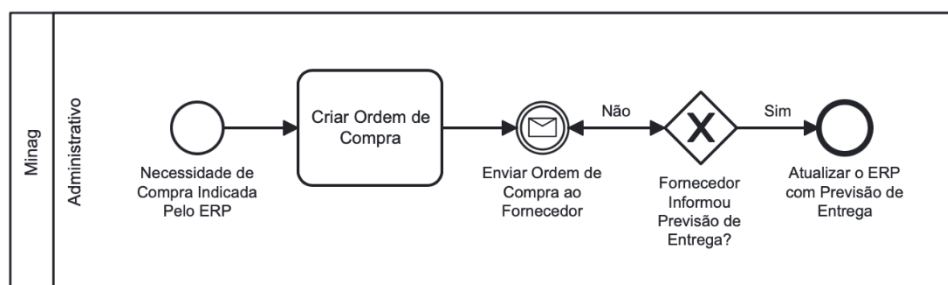 Minag
Administrativo
Necessidade de
Compra Indicada
Pelo ERP
Criar Ordem de
Compra
Enviar Ordem de
Compra ao
Fornecedor
Não
X
Fornecedor
Informou
Previsão de
Entrega?
Sim
Atualizar o ERP
com Previsão de
Entrega